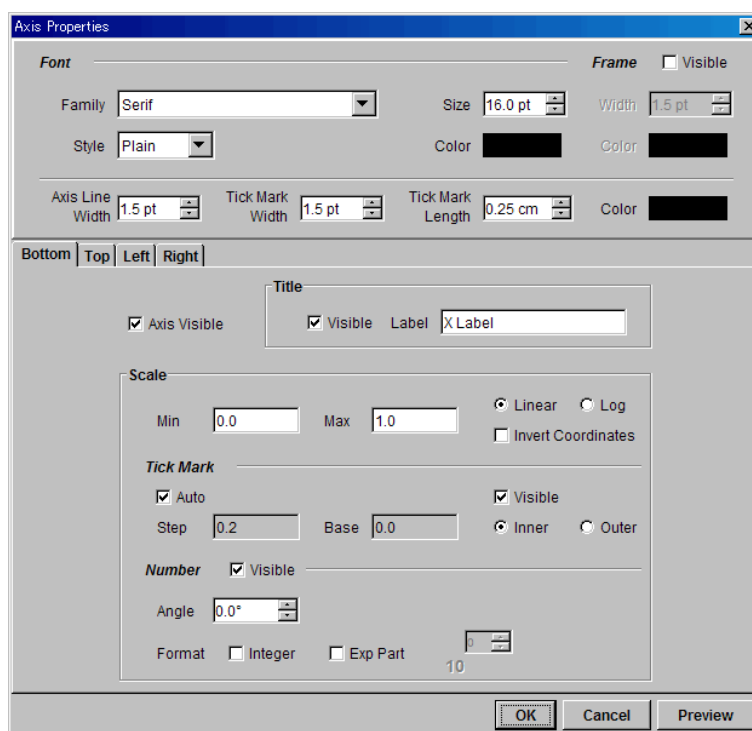 Axis Properties
Font Frame Visible
Family Serif Size 16.0 pt Width 1.5 pt
Style Plain Color Color
Axis Line Width 1.5 pt Tick Mark Width 1.5 pt Tick Mark Length 0.25 cm Color
Bottom Top Left Right
Title
Axis Visible Visible Label X Label
Scale
Min 0.0 Max 1.0 Linear Log
Invert Coordinates
Tick Mark
Auto Visible
Step 0.2 Base 0.0 Inner Outer
Number Visible
Angle 0.0°
Format Integer Exp Part 0
10
OK Cancel Preview